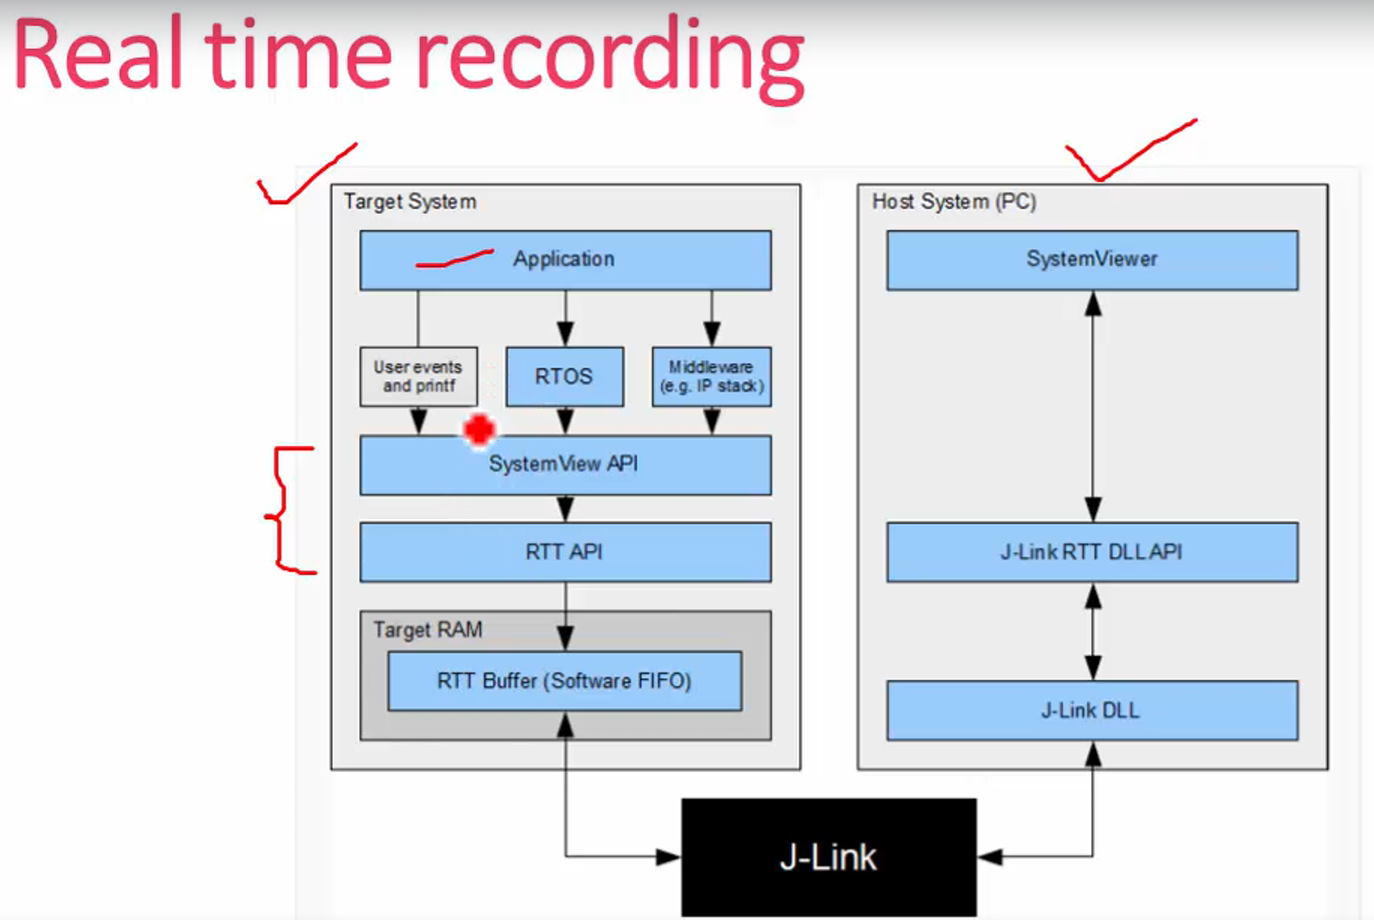 Real time recording
Target System
Application
User events
and printf
RTOS
Middleware
(e.g. IP stack)
SystemView API
RTT API
Target RAM
RTT Buffer (Software FIFO)
Host System (PC)
SystemViewer
J-Link RTT DLL API
J-Link DLL
J-Link